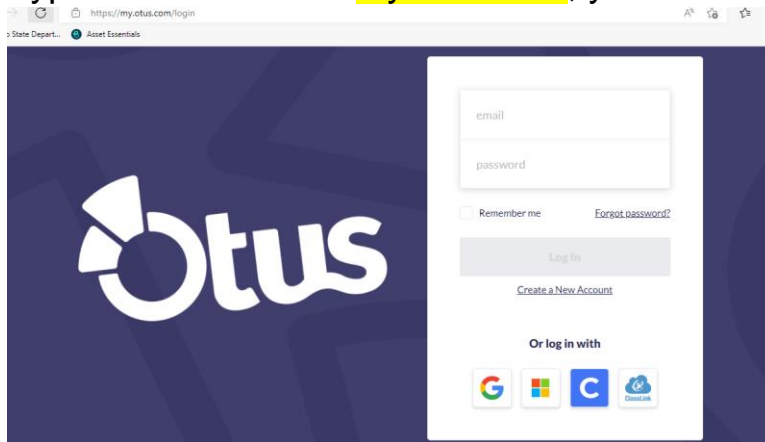 https://my.otus.com/login
State Depart... Asset Essentials
email
password
Remember me Forgot password?
Log In
Create a New Account
Otus
Or log in with
G C
ClassLink